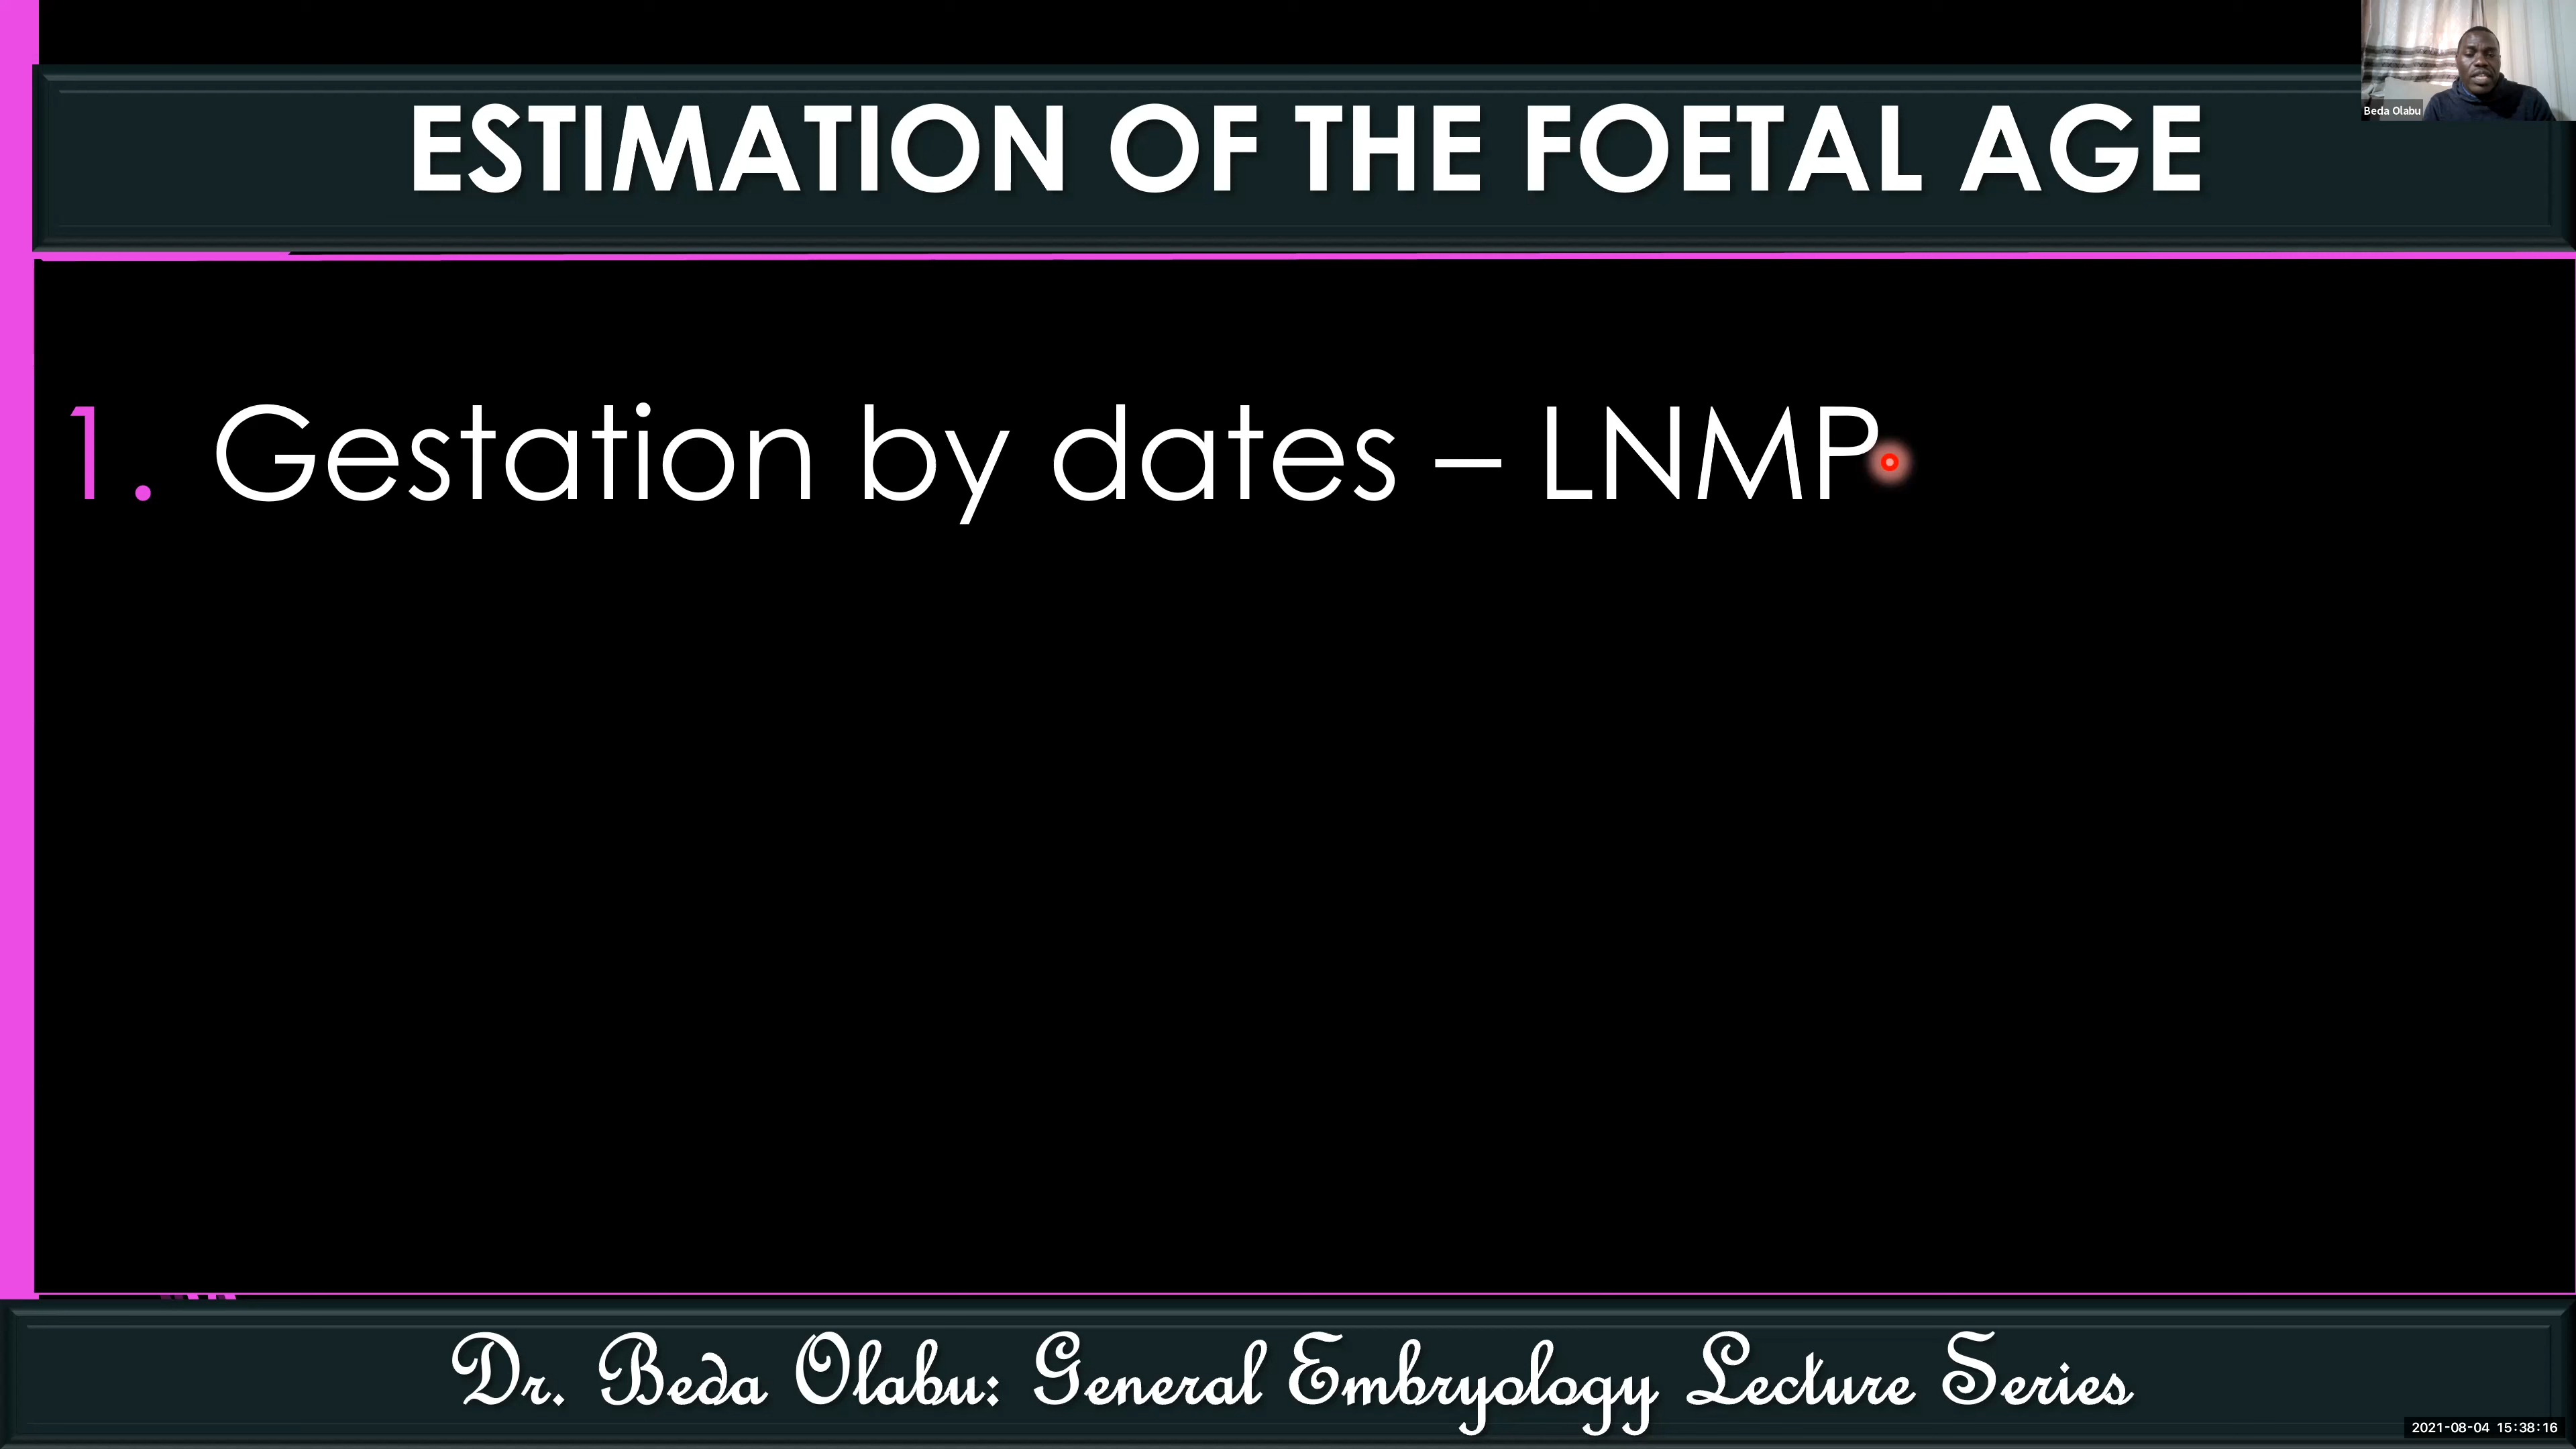 ESTIMATION OF THE FOETAL AGE
Beda Olabu
1. Gestation by dates – LNMP
Dr. Beda Olabu: General Embryology Lecture Series
2021-08-04 15:38:16